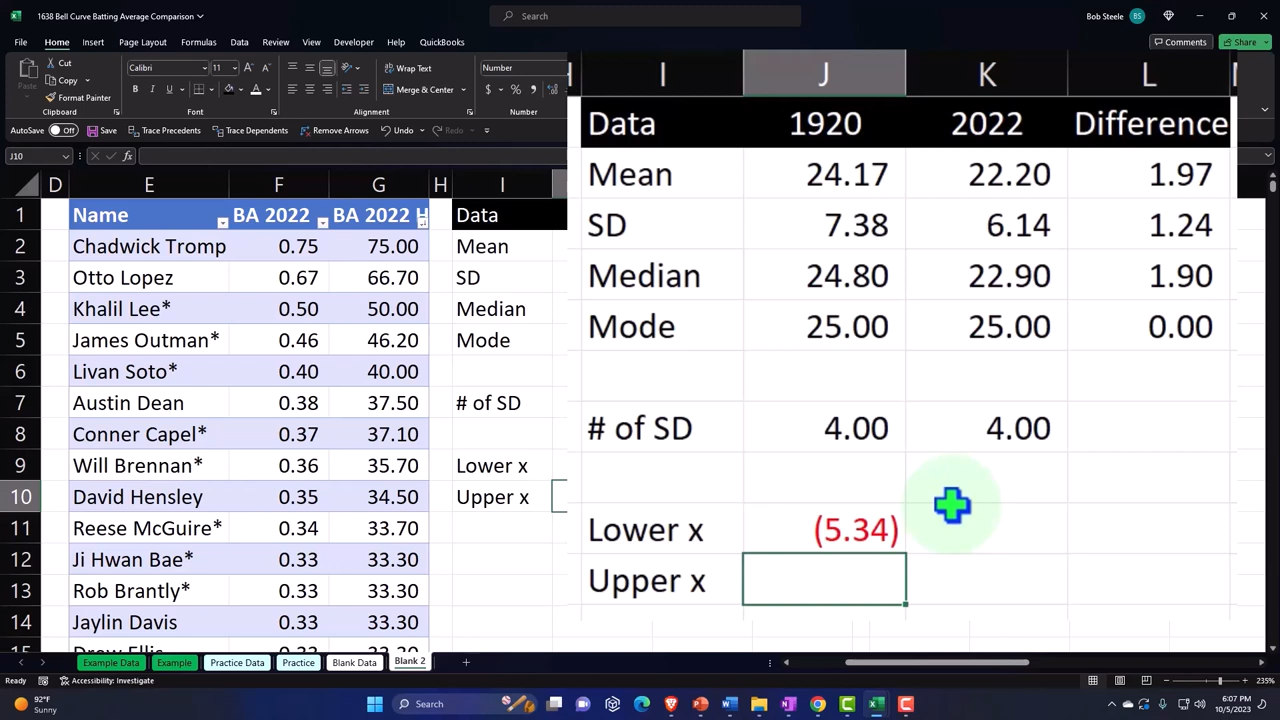 1638 Bell Curve Batting Average Comparison
Search
Bob Steele BS
File Home Insert Page Layout Formulas Data Review View Developer Automate Help QuickBooks
Comments Share
Cut
Copy
Paste
Format Painter
Clipboard
Calibri 11
B I U
Font
Wrap Text
Merge & Center
Alignment
Number
$ %
AutoSave Off Save Trace Precedents Trace Dependents Remove Arrows Undo Redo
J10 fx
D E F G H I
1 Name BA 2022 BA 2022 H Data
2 Chadwick Tromp 0.75 75.00 Mean
3 Otto Lopez 0.67 66.70 SD
4 Khalil Lee* 0.50 50.00 Median
5 James Outman* 0.46 46.20 Mode
6 Livan Soto* 0.40 40.00
7 Austin Dean 0.38 37.50 # of SD
8 Conner Capel* 0.37 37.10
9 Will Brennan* 0.36 35.70 Lower x
10 David Hensley 0.35 34.50 Upper x
11 Reese McGuire* 0.34 33.70
12 Ji Hwan Bae* 0.33 33.30
13 Rob Brantly* 0.33 33.30
14 Jaylin Davis 0.33 33.30
I J K L
Data 1920 2022 Difference
Mean 24.17 22.20 1.97
SD 7.38 6.14 1.24
Median 24.80 22.90 1.90
Mode 25.00 25.00 0.00
# of SD 4.00 4.00
Lower x (5.34)
Upper x
Example Data Example Practice Data Practice Blank Data Blank 2
Ready Accessibility: Investigate
235%
92°F
Sunny
Search
6:07 PM
10/5/2023